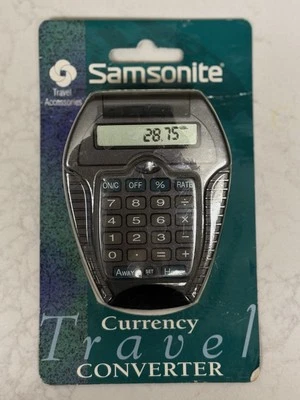 Samsonite®
Travel
Accessories
28.75
ON/C OFF % RATE
7 8 9 ÷
4 5 6 ×
1 2 3 -
0 . = +
AWAY SET
Currency
Travel
CONVERTER